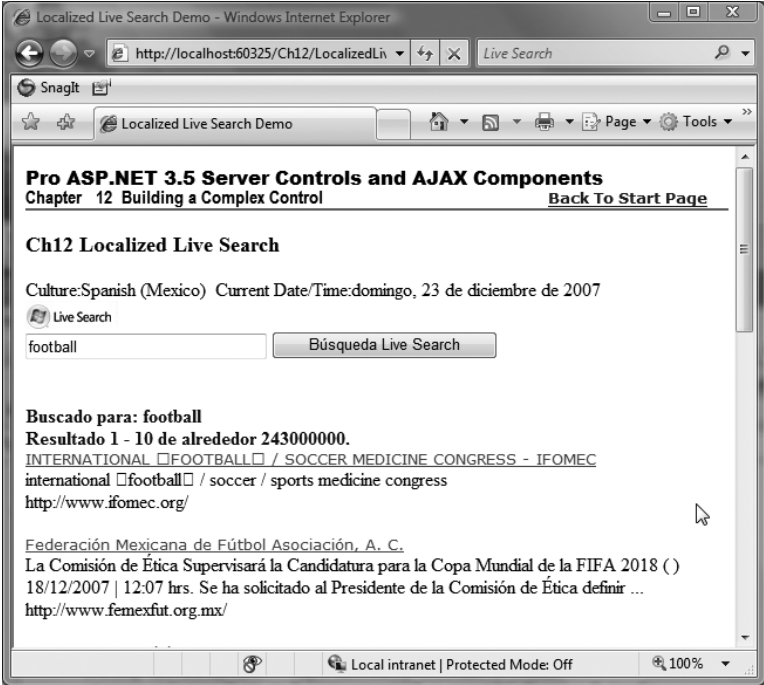 Localized Live Search Demo - Windows Internet Explorer
http://localhost:60325/Ch12/LocalizedLiv
Live Search
SnagIt
Localized Live Search Demo
Page
Tools
Pro ASP.NET 3.5 Server Controls and AJAX Components
Chapter 12 Building a Complex Control
Back To Start Page
Ch12 Localized Live Search
Culture:Spanish (Mexico) Current Date/Time:domingo, 23 de diciembre de 2007
Live Search
football
Búsqueda Live Search
Buscado para: football
Resultado 1 - 10 de alrededor 243000000.
INTERNATIONAL □FOOTBALL□ / SOCCER MEDICINE CONGRESS - IFOMEC
international □football□ / soccer / sports medicine congress
http://www.ifomec.org/
Federación Mexicana de Fútbol Asociación, A. C.
La Comisión de Ética Supervisará la Candidatura para la Copa Mundial de la FIFA 2018 ( )
18/12/2007 | 12:07 hrs. Se ha solicitado al Presidente de la Comisión de Ética definir ...
http://www.femexfut.org.mx/
Local intranet | Protected Mode: Off
100%